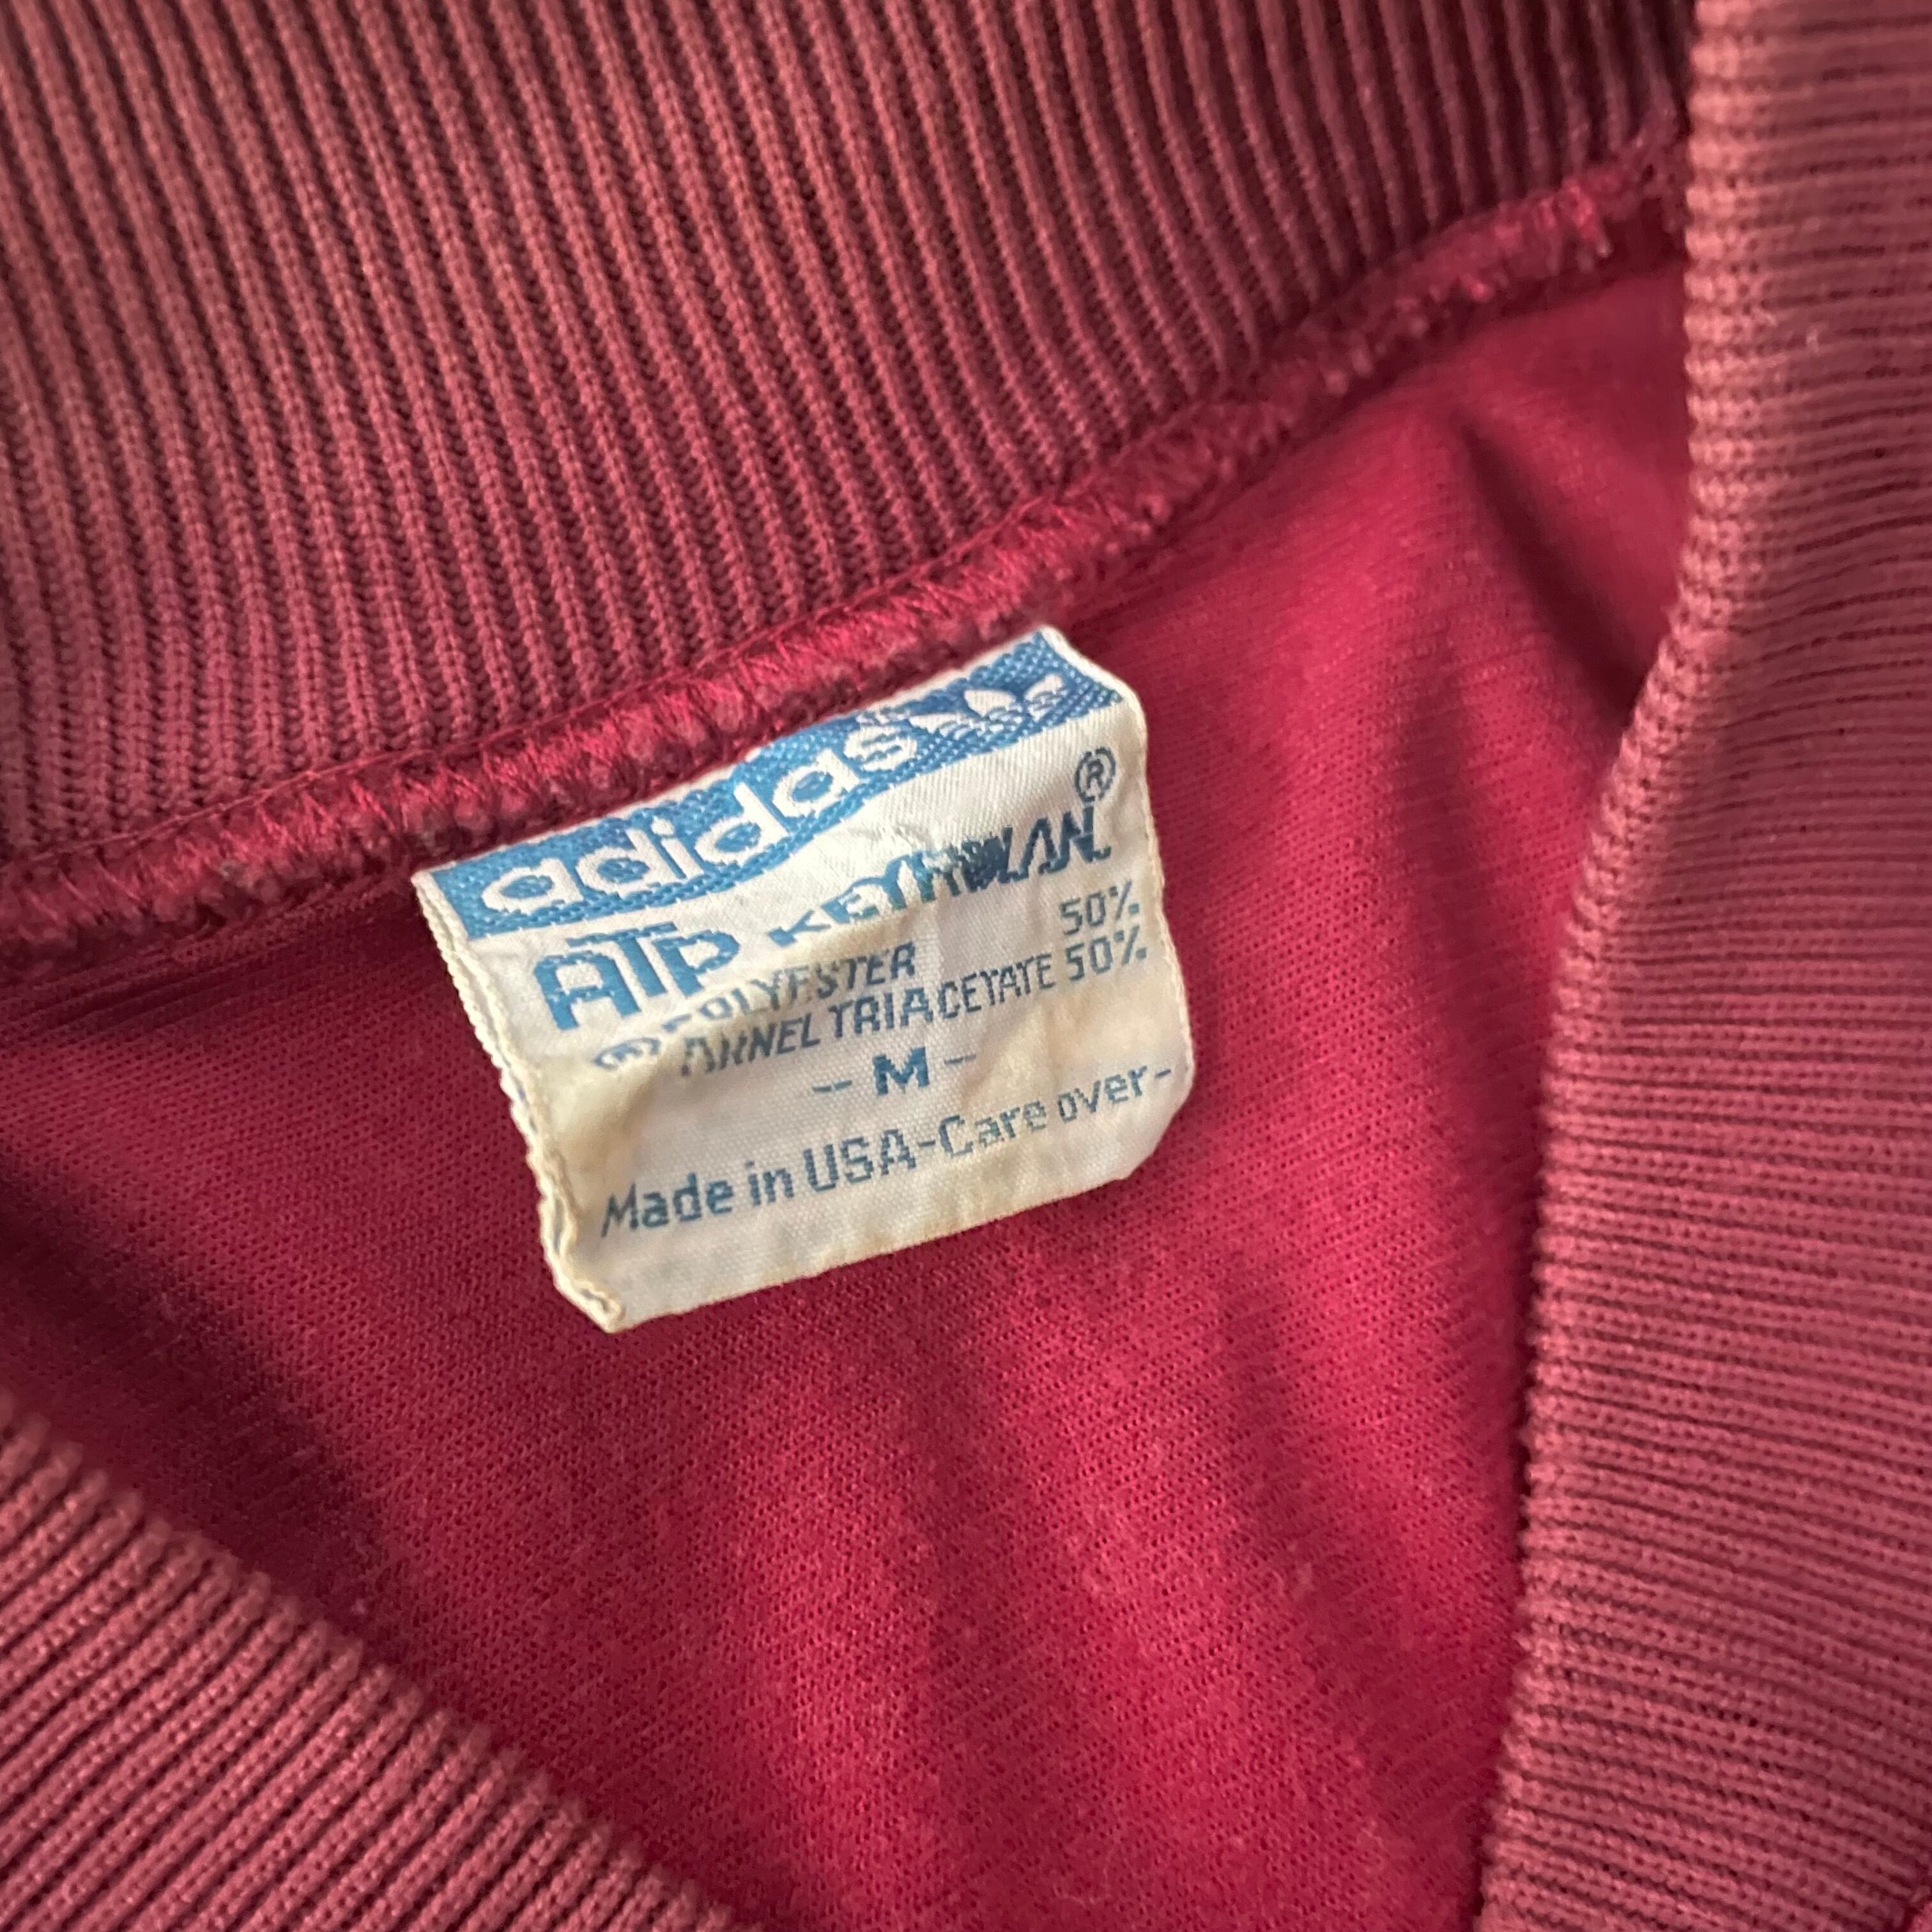 adidas
ATP KEYROLAN ®
POLYESTER 50%
ARNEL TRIACETATE 50%
- M -
Made in USA-Care over-